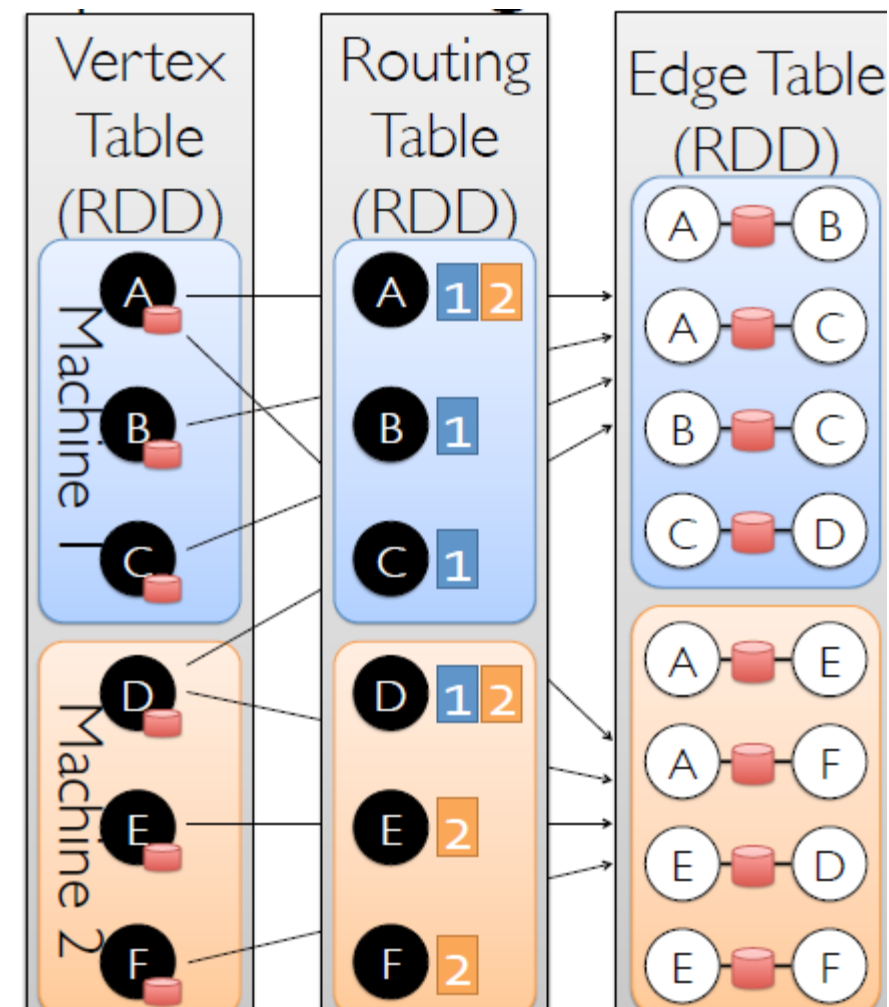 Vertex
Table
(RDD)
Machine 1
A
B
C
Machine 2
D
E
F
Routing
Table
(RDD)
A 1 2
B 1
C 1
D 1 2
E 2
F 2
Edge Table
(RDD)
A B
A C
B C
C D
A E
A F
E D
E F